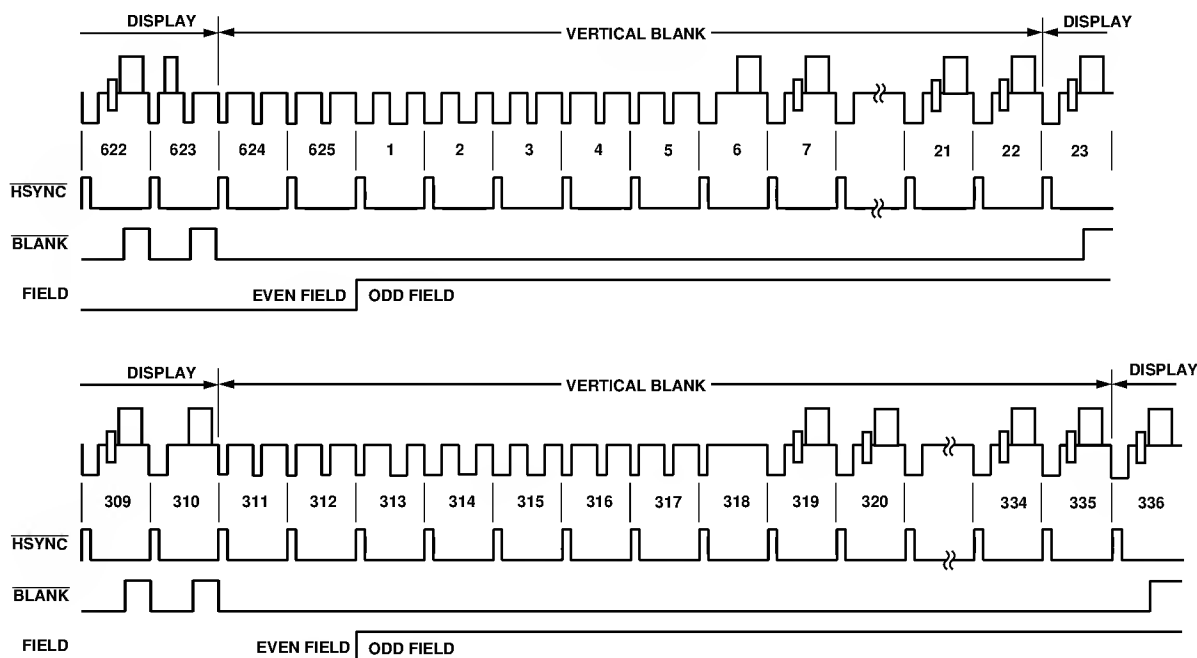 DISPLAY VERTICAL BLANK DISPLAY
622 623 624 625 1 2 3 4 5 6 7 21 22 23
HSYNC
BLANK
FIELD EVEN FIELD ODD FIELD
DISPLAY VERTICAL BLANK DISPLAY
309 310 311 312 313 314 315 316 317 318 319 320 334 335 336
HSYNC
BLANK
FIELD EVEN FIELD ODD FIELD